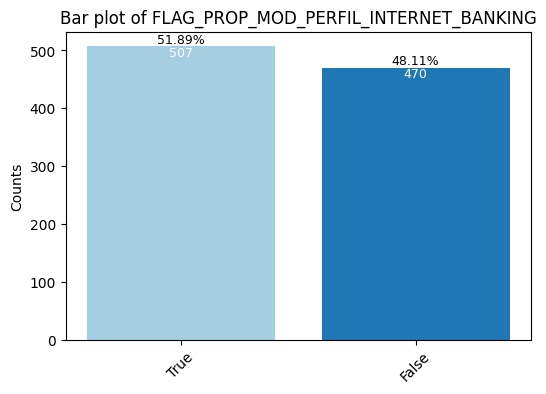 Bar plot of FLAG_PROP_MOD_PERFIL_INTERNET_BANKING
51.89%
507
48.11%
470
500
400
300
200
100
0
Counts
True
False